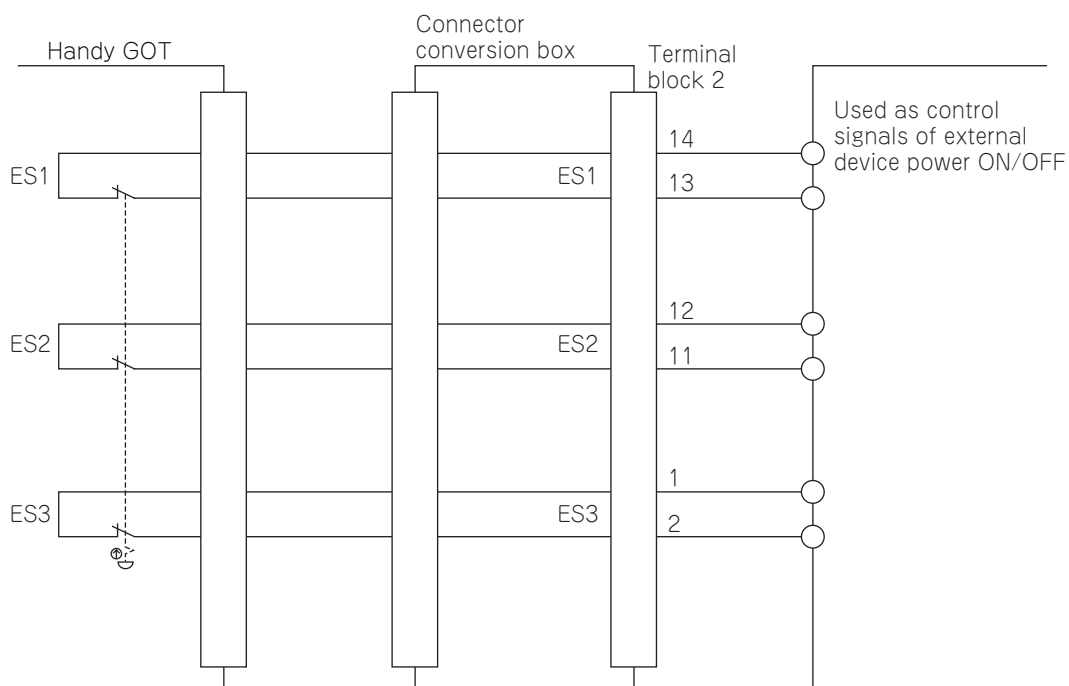 Handy GOT
Connector
conversion box
Terminal
block 2
Used as control
signals of external
device power ON/OFF
ES1
ES1
14
13
ES2
ES2
12
11
ES3
ES3
1
2